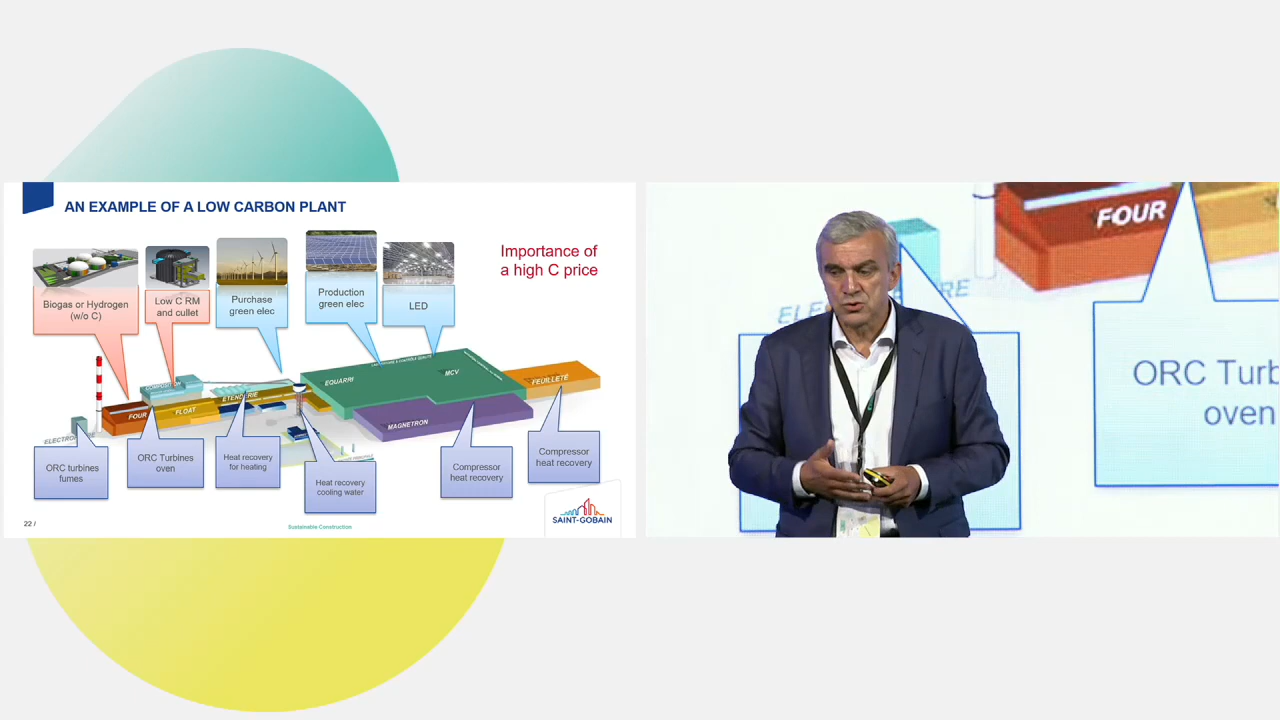 AN EXAMPLE OF A LOW CARBON PLANT
Importance of
a high C price
Biogas or Hydrogen
(w/o C)
Low C RM
and cullet
Purchase
green elec
Production
green elec
LED
EQUARRI
MCV
FEUILLETÉ
COMPOSITION
ETENDERIE
FOUR
FLOAT
MAGNETRON
ORC turbines
fumes
ORC Turbines
oven
Heat recovery
for heating
Heat recovery
cooling water
Compressor
heat recovery
Compressor
heat recovery
SAINT-GOBAIN
22 /
Sustainable Construction
FOUR
ORC Turb
oven